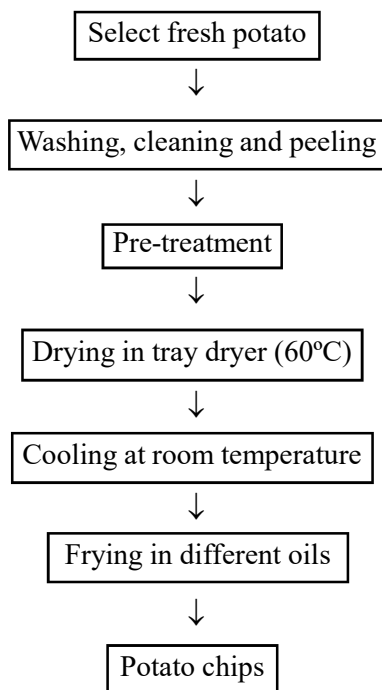 Select fresh potato
↓
Washing, cleaning and peeling
↓
Pre-treatment
↓
Drying in tray dryer (60ºC)
↓
Cooling at room temperature
↓
Frying in different oils
↓
Potato chips